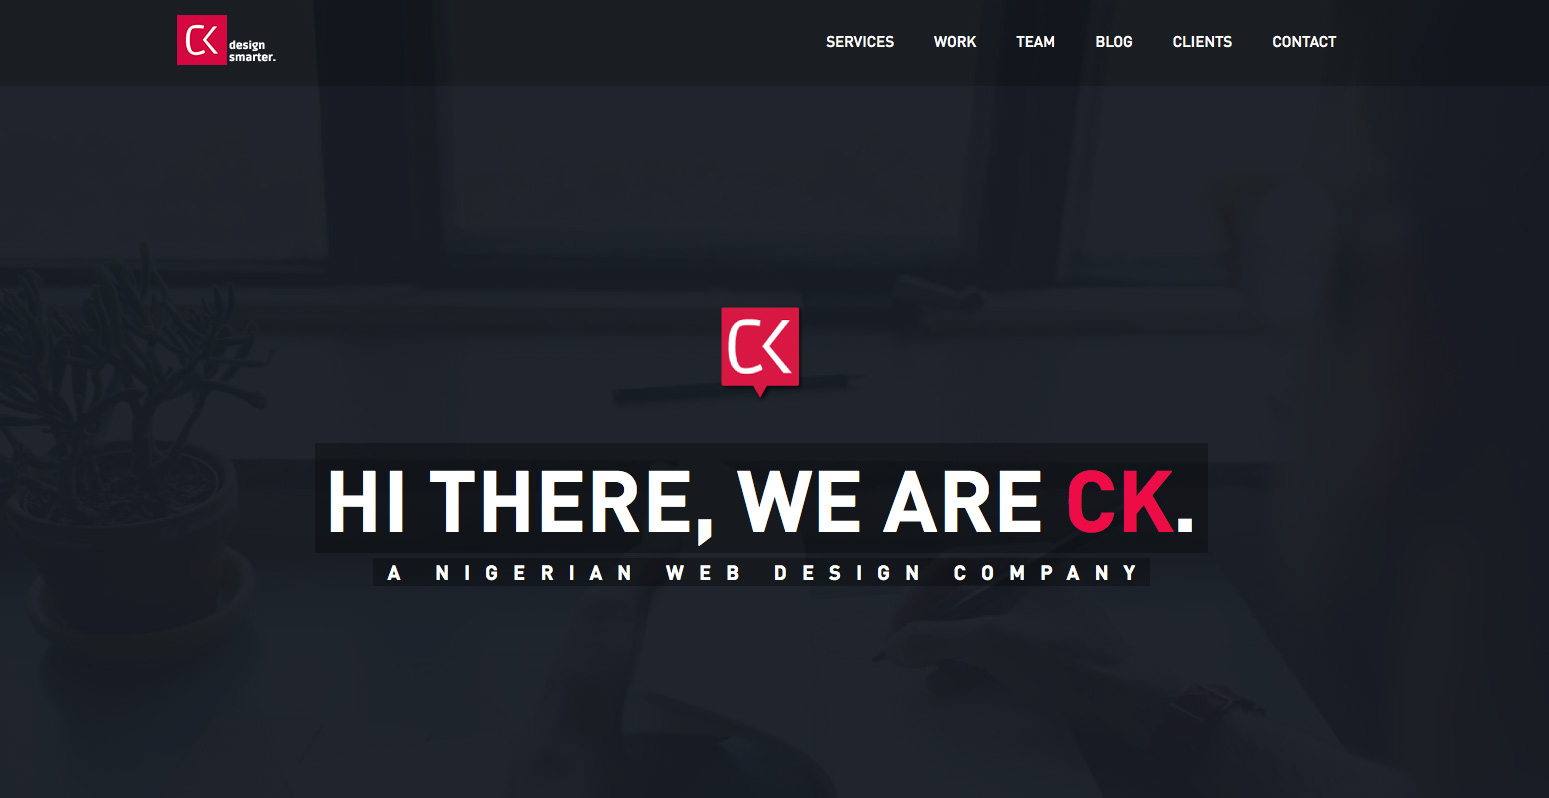 CK design
smarter.
SERVICES WORK TEAM BLOG CLIENTS CONTACT
CK
HI THERE, WE ARE CK.
A NIGERIAN WEB DESIGN COMPANY